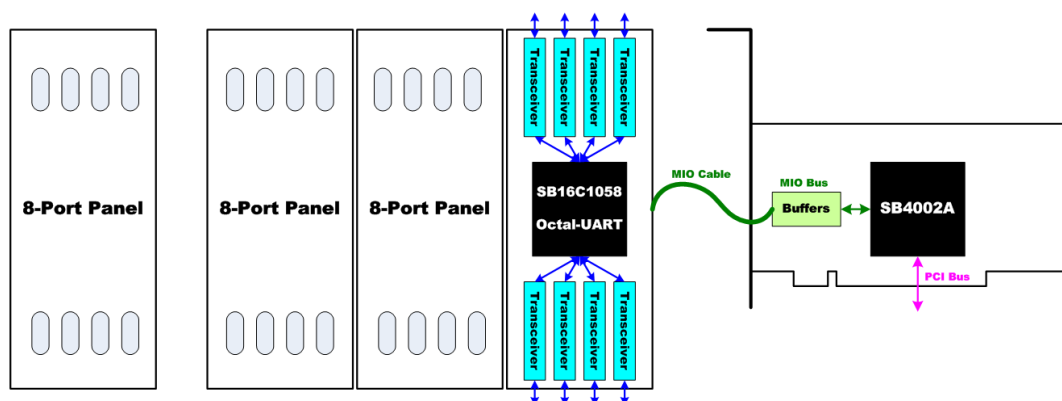 Transceiver
Transceiver
Transceiver
Transceiver
8-Port Panel
8-Port Panel
8-Port Panel
SB16C1058
Octal-UART
MIO Cable
MIO Bus
Buffers
SB4002A
PCI Bus
Transceiver
Transceiver
Transceiver
Transceiver